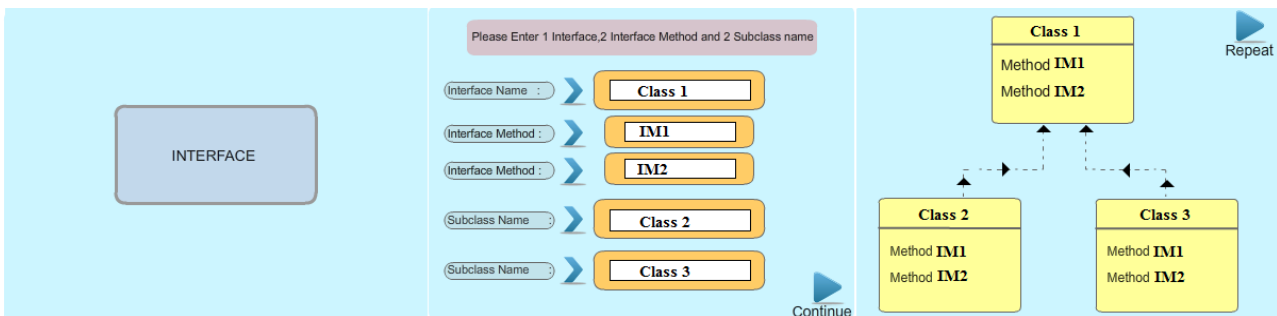 INTERFACE
Please Enter 1 Interface,2 Interface Method and 2 Subclass name
Interface Name : Class 1
Interface Method : IM1
Interface Method : IM2
Subclass Name : Class 2
Subclass Name : Class 3
Continue
Repeat
Class 1
Method IM1
Method IM2
Class 2
Method IM1
Method IM2
Class 3
Method IM1
Method IM2